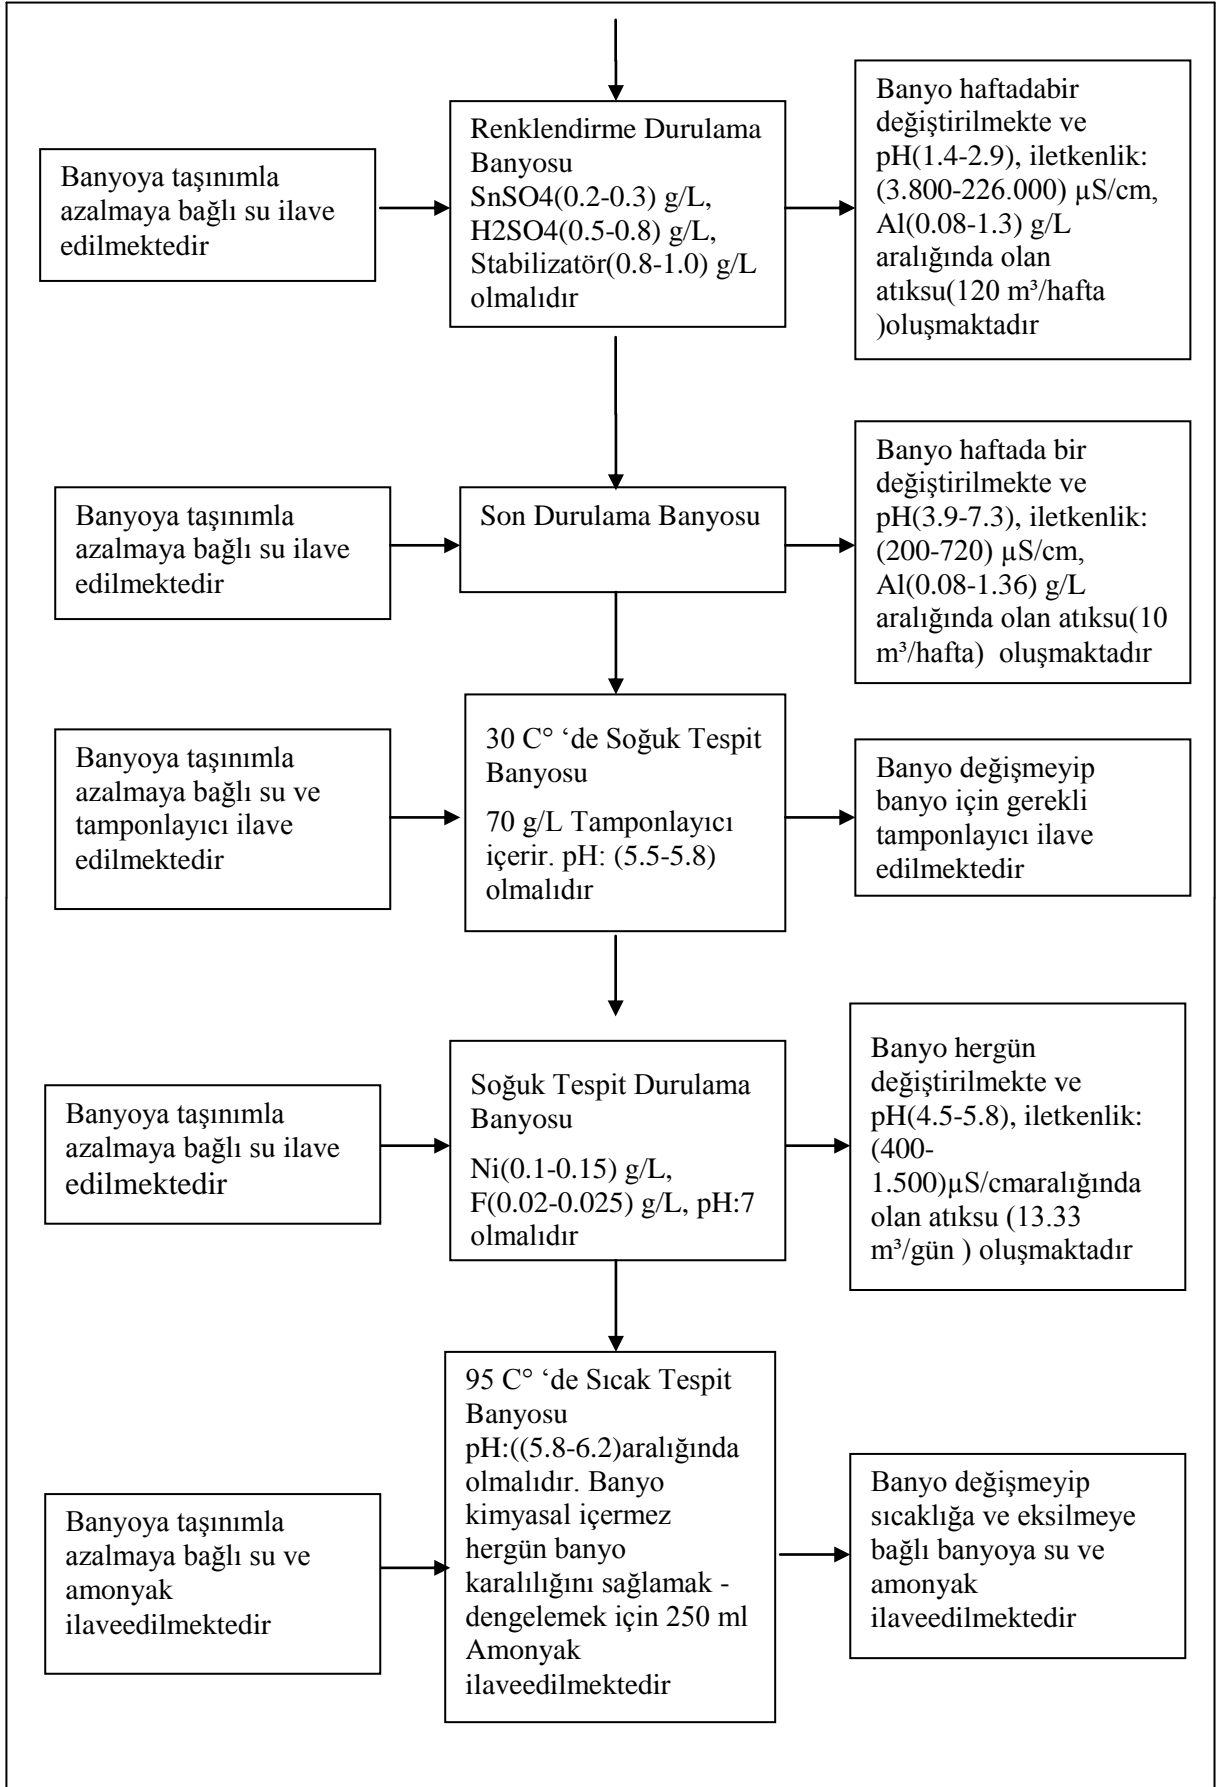 Banyoya taşınımla
azalmaya bağlı su ilave
edilmektedir
Renklendirme Durulama
Banyosu
SnSO4(0.2-0.3) g/L,
H2SO4(0.5-0.8) g/L,
Stabilizatör(0.8-1.0) g/L
olmalıdır
Banyo haftadabir
değiştirilmekte ve
pH(1.4-2.9), iletkenlik:
(3.800-226.000) µS/cm,
Al(0.08-1.3) g/L
aralığında olan
atıksu(120 m³/hafta
)oluşmaktadır
Banyoya taşınımla
azalmaya bağlı su ilave
edilmektedir
Son Durulama Banyosu
Banyo haftada bir
değiştirilmekte ve
pH(3.9-7.3), iletkenlik:
(200-720) µS/cm,
Al(0.08-1.36) g/L
aralığında olan atıksu(10
m³/hafta)  oluşmaktadır
Banyoya taşınımla
azalmaya bağlı su ve
tamponlayıcı ilave
edilmektedir
30 C° ‘de Soğuk Tespit
Banyosu
70 g/L Tamponlayıcı
içerir. pH: (5.5-5.8)
olmalıdır
Banyo değişmeyip
banyo için gerekli
tamponlayıcı ilave
edilmektedir
Banyoya taşınımla
azalmaya bağlı su ilave
edilmektedir
Soğuk Tespit Durulama
Banyosu
Ni(0.1-0.15) g/L,
F(0.02-0.025) g/L, pH:7
olmalıdır
Banyo hergün
değiştirilmekte ve
pH(4.5-5.8), iletkenlik:
(400-
1.500)µS/cmaralığında
olan atıksu (13.33
m³/gün ) oluşmaktadır
Banyoya taşınımla
azalmaya bağlı su ve
amonyak
ilaveedilmektedir
95 C° ‘de Sıcak Tespit
Banyosu
pH:((5.8-6.2)aralığında
olmalıdır. Banyo
kimyasal içermez
hergün banyo
karalılığını sağlamak -
dengelemek için 250 ml
Amonyak
ilaveedilmektedir
Banyo değişmeyip
sıcaklığa ve eksilmeye
bağlı banyoya su ve
amonyak
ilaveedilmektedir